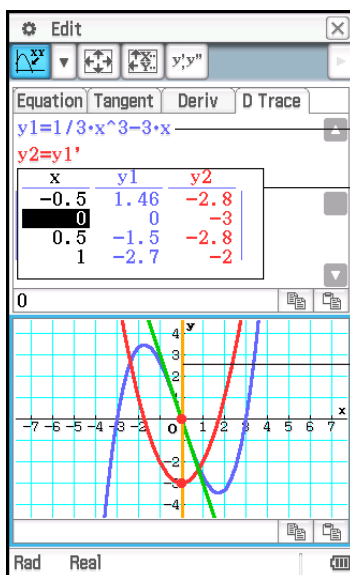 Edit
y',y"
Equation Tangent Deriv D Trace
y1=1/3·x^3-3·x
y2=y1'
x y1 y2
-0.5 1.46 -2.8
0 0 -3
0.5 -1.5 -2.8
1 -2.7 -2
0
y
4
3
2
x
-7 -6 -5 -4 -3 -2 0 1 2 3 4 5 6 7
-2
-3
-4
Rad Real